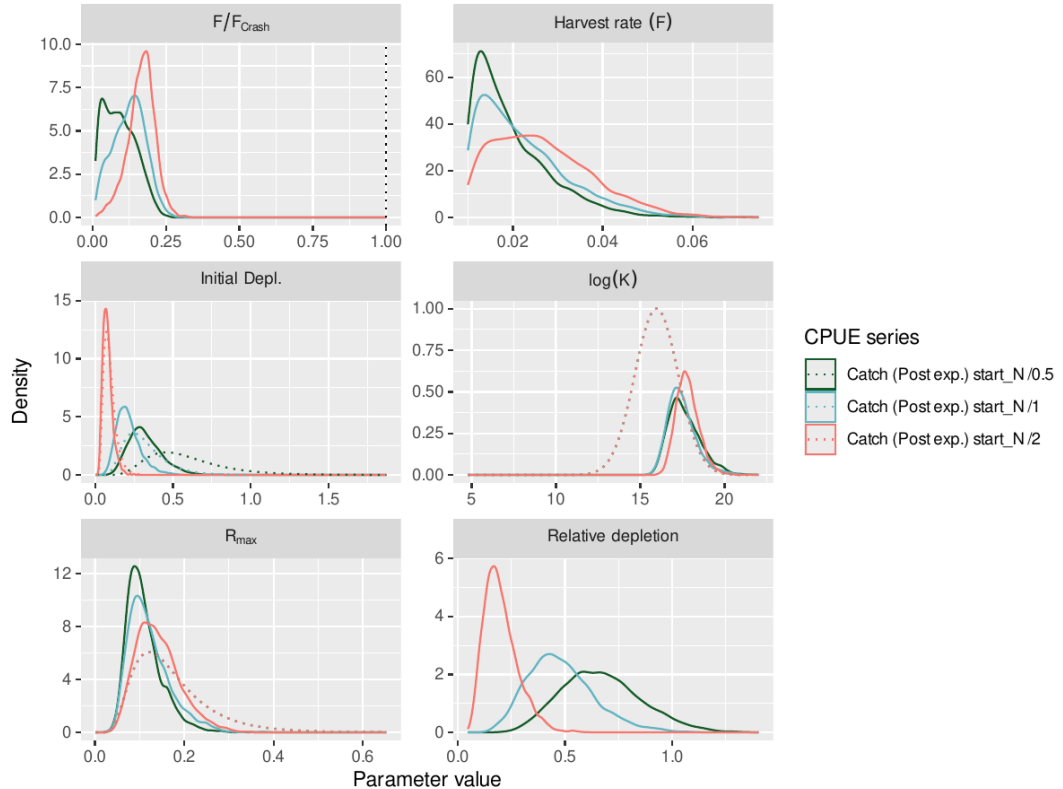 F/FCrash
Harvest rate (F)
10.0
7.5
5.0
2.5
0.0
60
40
20
0
0.00 0.25 0.50 0.75 1.00
0.02 0.04 0.06
Initial Depl.
log(K)
15
10
5
0
1.00
0.75
0.50
0.25
0.00
0.0 0.5 1.0 1.5
5 10 15 20
Rmax
Relative depletion
12
8
4
0
6
4
2
0
0.0 0.2 0.4 0.6
0.0 0.5 1.0
Density
Parameter value
CPUE series
Catch (Post exp.) start_N /0.5
Catch (Post exp.) start_N /1
Catch (Post exp.) start_N /2